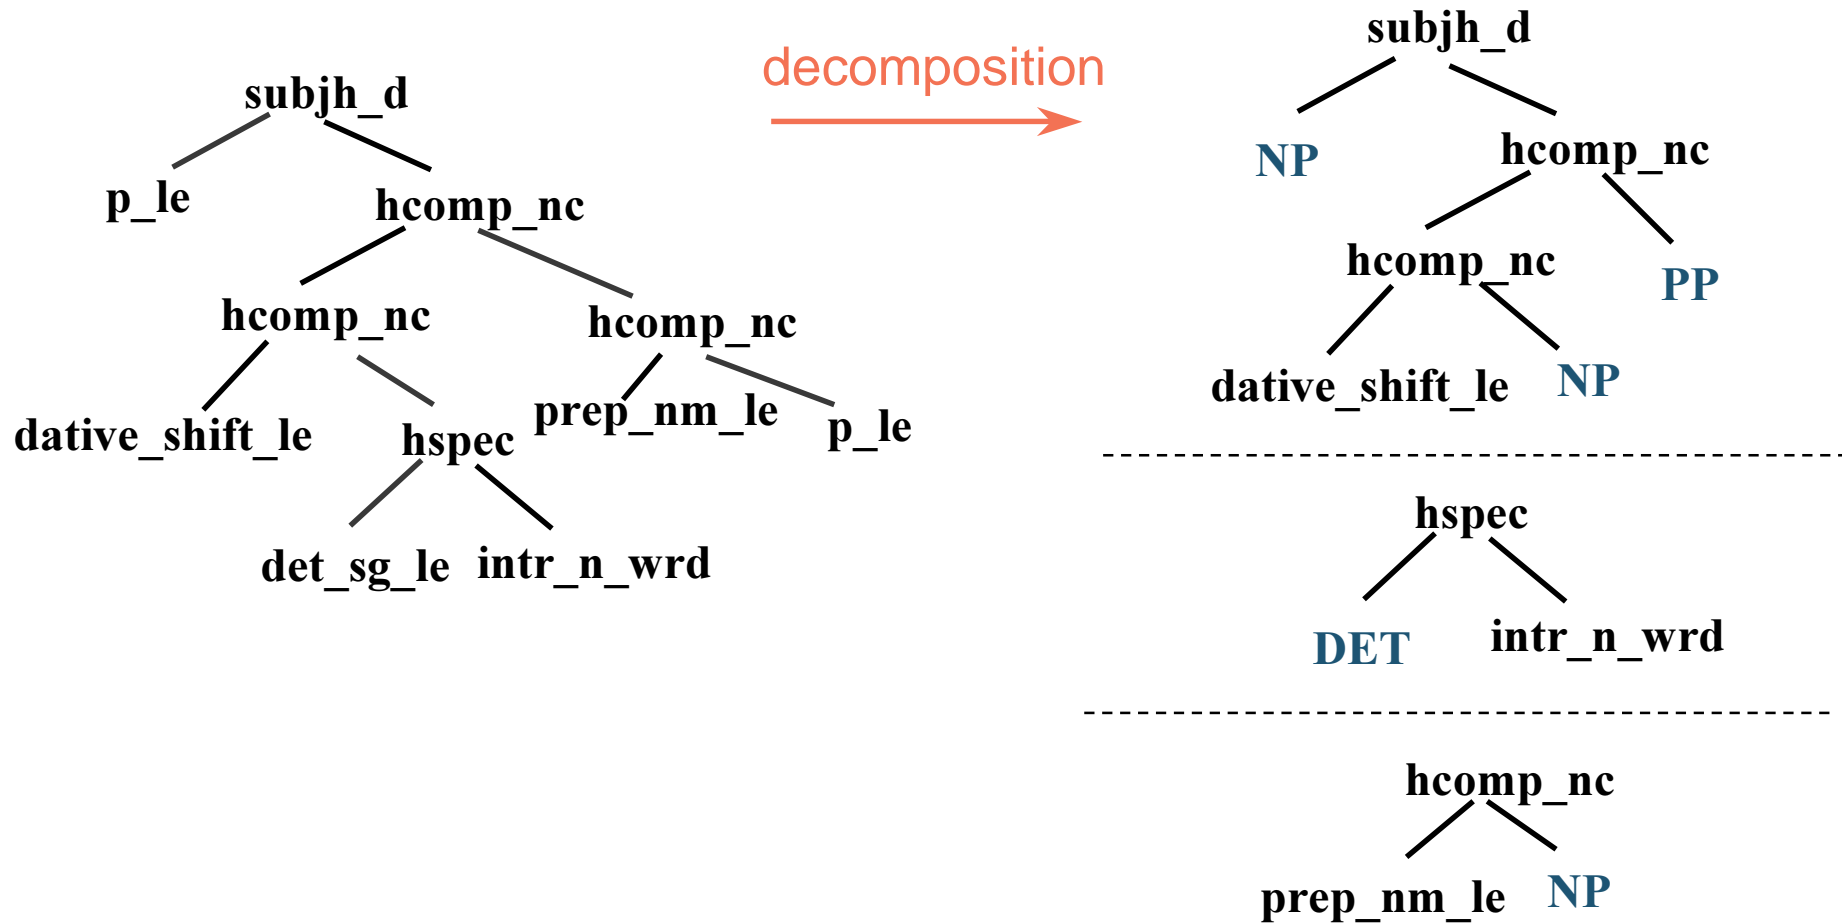 subjh_d
p_le
hcomp_nc
hcomp_nc
hcomp_nc
dative_shift_le
hspec
prep_nm_le
p_le
det_sg_le
intr_n_wrd
decomposition
subjh_d
NP
hcomp_nc
hcomp_nc
PP
dative_shift_le
NP
hspec
DET
intr_n_wrd
hcomp_nc
prep_nm_le
NP